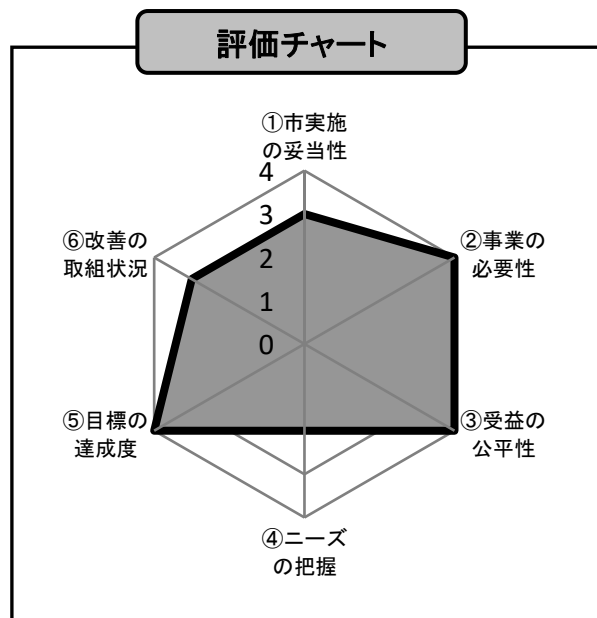 評価チャート
①市実施
の妥当性
4
3
2
1
0
②事業の
必要性
③受益の
公平性
④ニーズ
の把握
⑤目標の
達成度
⑥改善の
取組状況